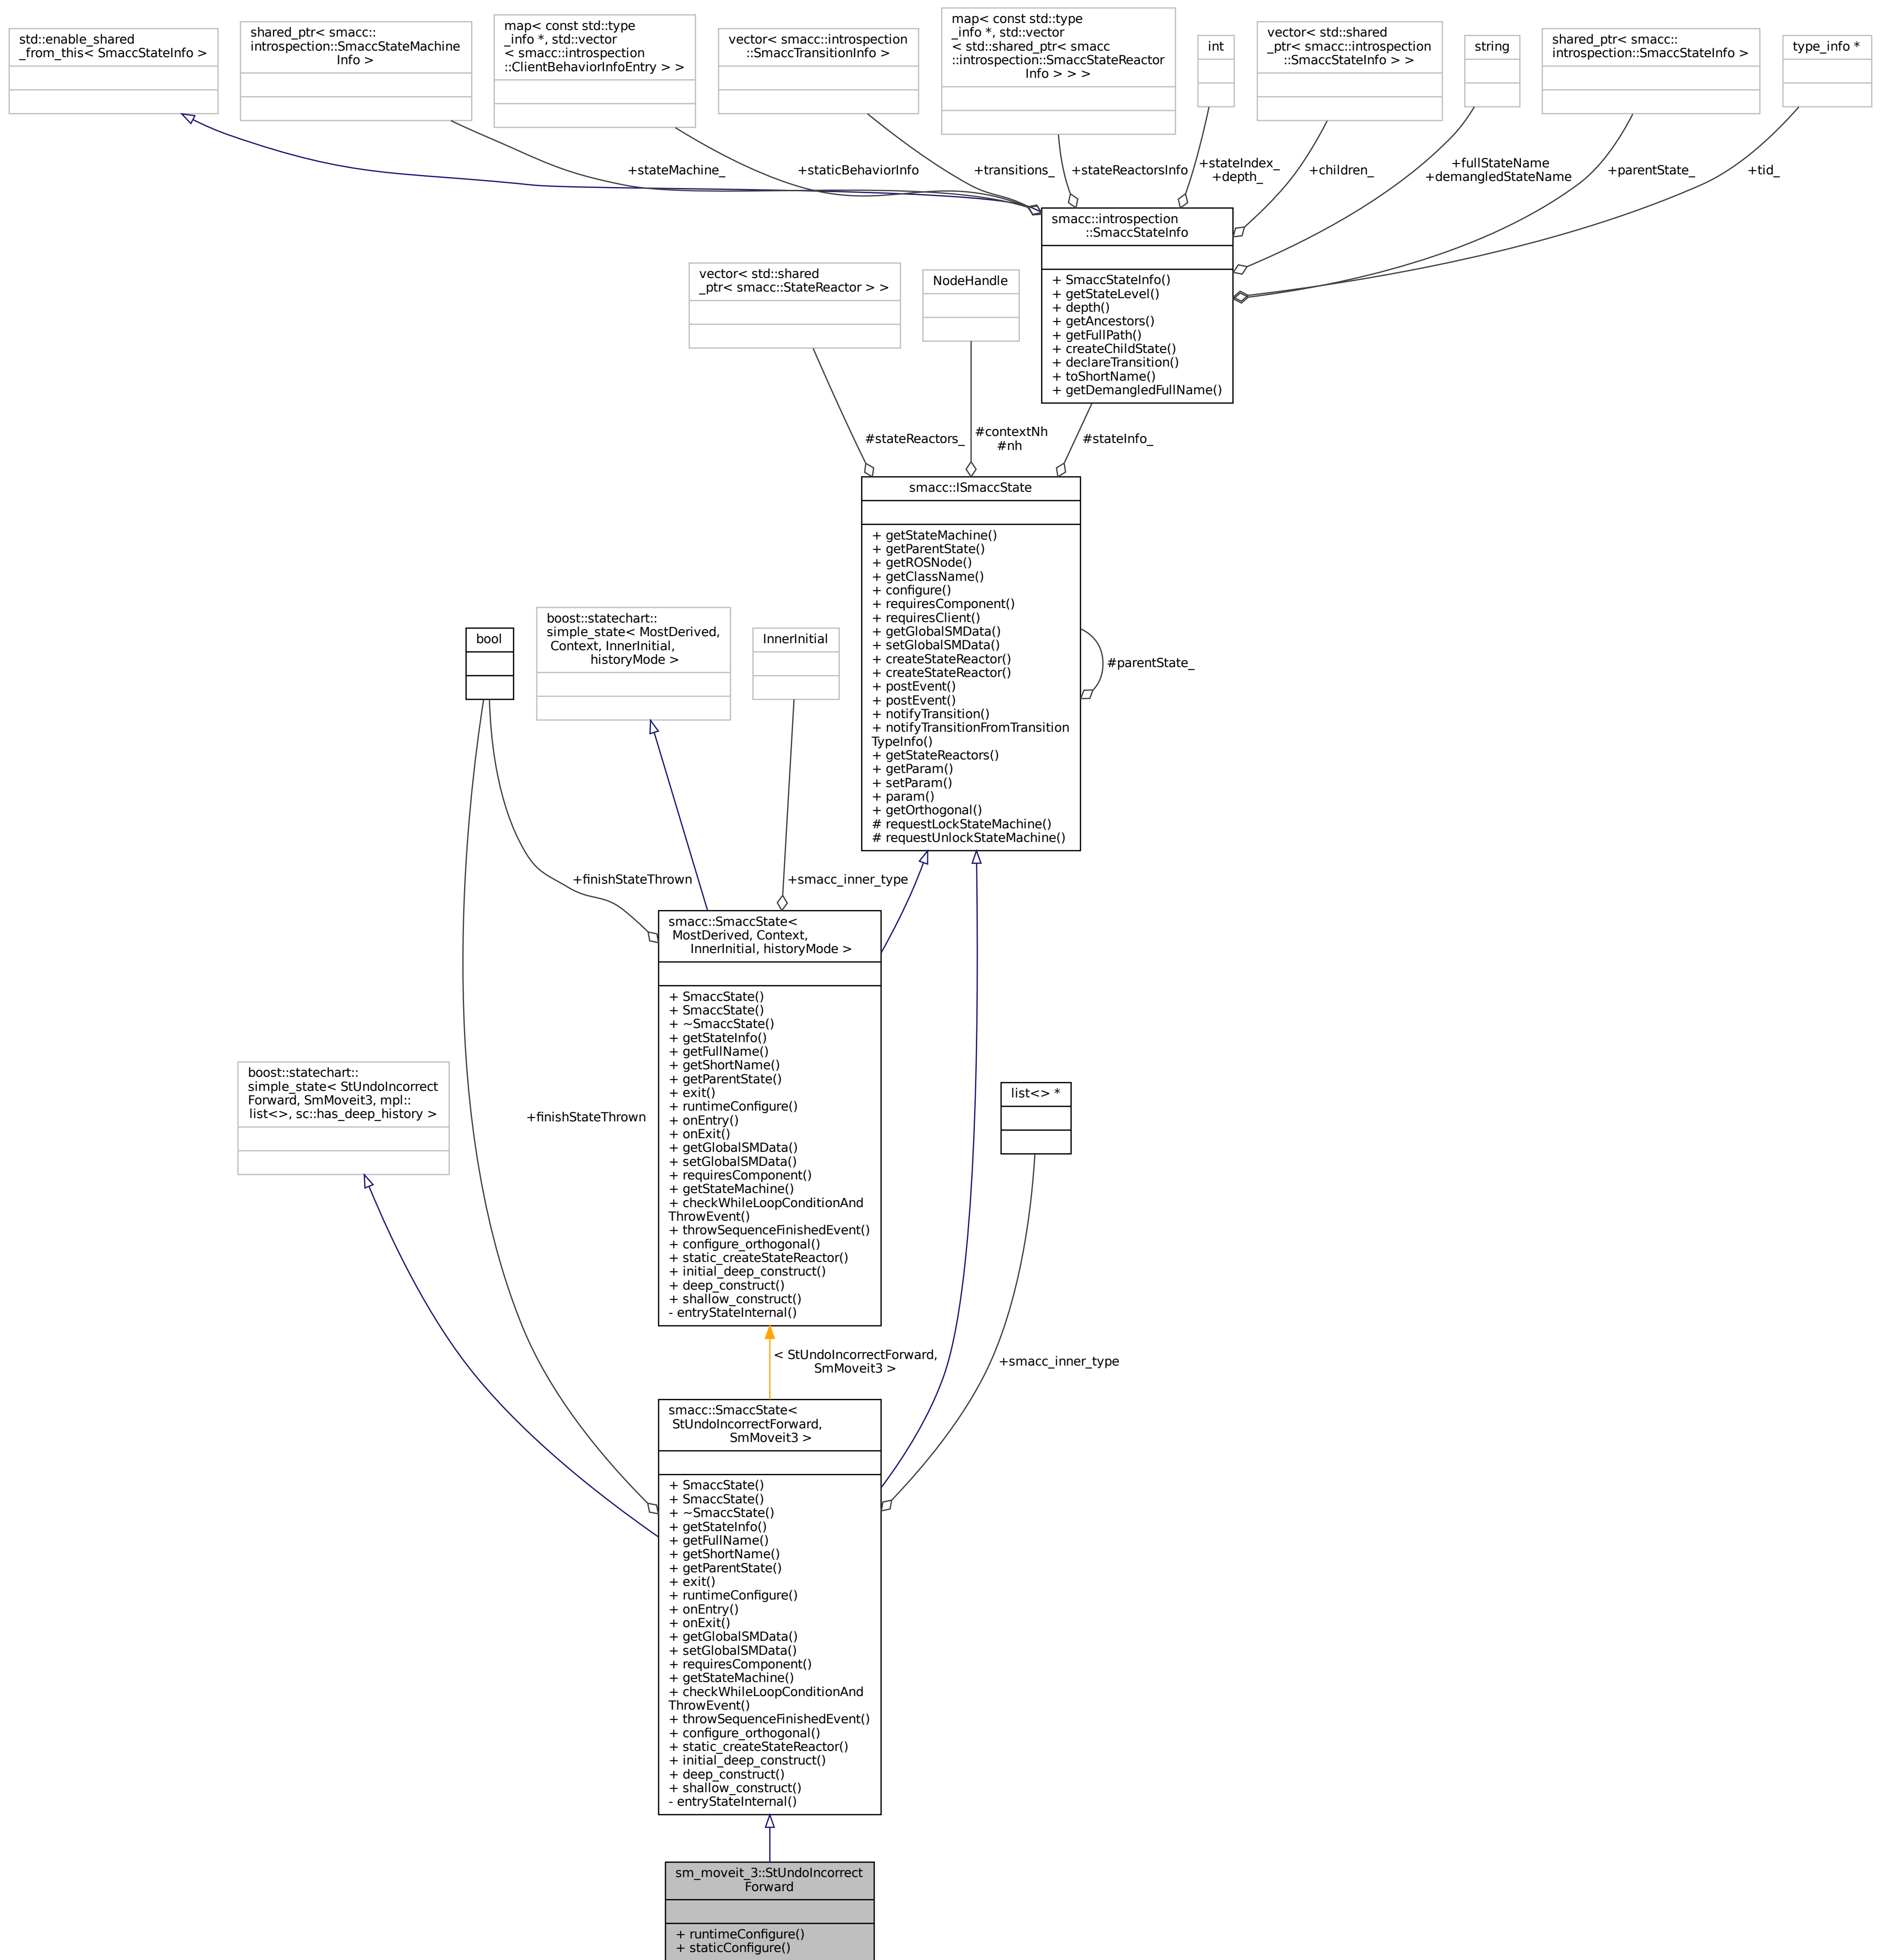 std::enable_shared
_from_this< SmaccStateInfo >
shared_ptr< smacc::
introspection::SmaccStateMachine
Info >
map< const std::type
_info *, std::vector
< smacc::introspection
::ClientBehaviorInfoEntry > >
vector< smacc::introspection
::SmaccTransitionInfo >
map< const std::type
_info *, std::vector
< std::shared_ptr< smacc
::introspection::SmaccStateReactor
Info > > >
int
vector< std::shared
_ptr< smacc::introspection
::SmaccStateInfo > >
string
shared_ptr< smacc::
introspection::SmaccStateInfo >
type_info *
+stateMachine_
+staticBehaviorInfo
+transitions_
+stateReactorsInfo
+stateIndex_
+depth_
+children_
+fullStateName
+demangledStateName
+parentState_
+tid_
smacc::introspection
::SmaccStateInfo
+ SmaccStateInfo()
+ getStateLevel()
+ depth()
+ getAncestors()
+ getFullPath()
+ createChildState()
+ declareTransition()
+ toShortName()
+ getDemangledFullName()
vector< std::shared
_ptr< smacc::StateReactor > >
NodeHandle
#stateReactors_
#contextNh
#nh
#stateInfo_
smacc::ISmaccState
+ getStateMachine()
+ getParentState()
+ getROSNode()
+ getClassName()
+ configure()
+ requiresComponent()
+ requiresClient()
+ getGlobalSMData()
+ setGlobalSMData()
+ createStateReactor()
+ createStateReactor()
+ postEvent()
+ postEvent()
+ notifyTransition()
+ notifyTransitionFromTransition
TypeInfo()
+ getStateReactors()
+ getParam()
+ setParam()
+ param()
+ getOrthogonal()
# requestLockStateMachine()
# requestUnlockStateMachine()
#parentState_
bool
boost::statechart::
simple_state< MostDerived,
Context, InnerInitial,
historyMode >
InnerInitial
+finishStateThrown
+smacc_inner_type
smacc::SmaccState<
MostDerived, Context,
InnerInitial, historyMode >
+ SmaccState()
+ SmaccState()
+ ~SmaccState()
+ getStateInfo()
+ getFullName()
+ getShortName()
+ getParentState()
+ exit()
+ runtimeConfigure()
+ onEntry()
+ onExit()
+ getGlobalSMData()
+ setGlobalSMData()
+ requiresComponent()
+ getStateMachine()
+ checkWhileLoopConditionAnd
ThrowEvent()
+ throwSequenceFinishedEvent()
+ configure_orthogonal()
+ static_createStateReactor()
+ initial_deep_construct()
+ deep_construct()
+ shallow_construct()
- entryStateInternal()
boost::statechart::
simple_state< StUndoIncorrect
Forward, SmMoveit3, mpl::
list<>, sc::has_deep_history >
+finishStateThrown
list<> *
< StUndoIncorrectForward,
SmMoveit3 >
+smacc_inner_type
smacc::SmaccState<
StUndoIncorrectForward,
SmMoveit3 >
+ SmaccState()
+ SmaccState()
+ ~SmaccState()
+ getStateInfo()
+ getFullName()
+ getShortName()
+ getParentState()
+ exit()
+ runtimeConfigure()
+ onEntry()
+ onExit()
+ getGlobalSMData()
+ setGlobalSMData()
+ requiresComponent()
+ getStateMachine()
+ checkWhileLoopConditionAnd
ThrowEvent()
+ throwSequenceFinishedEvent()
+ configure_orthogonal()
+ static_createStateReactor()
+ initial_deep_construct()
+ deep_construct()
+ shallow_construct()
- entryStateInternal()
sm_moveit_3::StUndoIncorrect
Forward
+ runtimeConfigure()
+ staticConfigure()